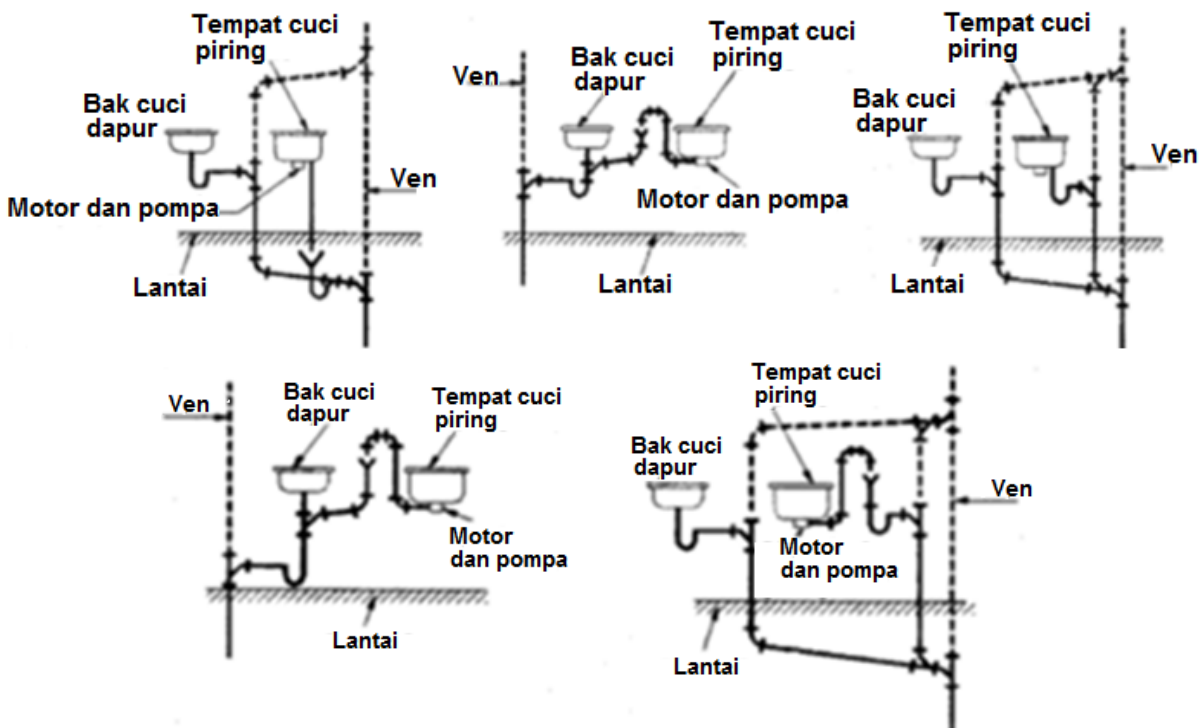 Tempat cuci
piring
Bak cuci
dapur
Ven
Motor dan pompa
Lantai
Ven
Bak cuci
dapur
Tempat cuci
piring
Motor dan pompa
Lantai
Tempat cuci
piring
Bak cuci
dapur
Ven
Lantai
Ven
Bak cuci
dapur
Tempat cuci
piring
Motor
dan pompa
Lantai
Tempat cuci
piring
Bak cuci
dapur
Ven
Motor
dan pompa
Lantai